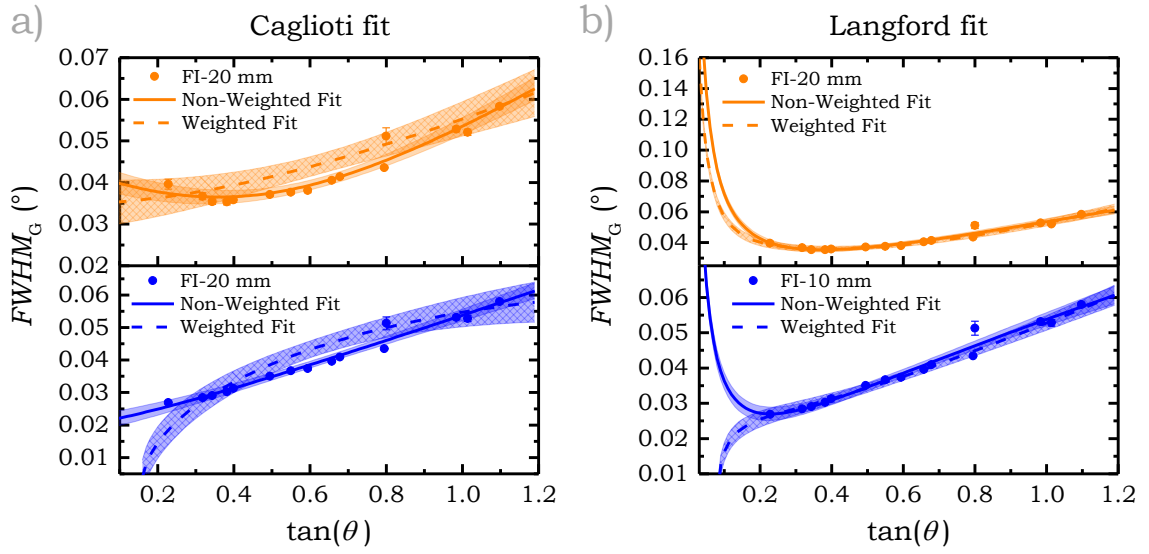 a)
Caglioti fit
FWHM_G (°)
0.07
0.06
0.05
0.04
0.03
0.02
FI-20 mm
Non-Weighted Fit
Weighted Fit
0.06
0.05
0.04
0.03
0.02
0.01
FI-20 mm
Non-Weighted Fit
Weighted Fit
0.2 0.4 0.6 0.8 1.0 1.2
tan(θ)
b)
Langford fit
FWHM_G (°)
0.16
0.14
0.12
0.10
0.08
0.06
0.04
FI-20 mm
Non-Weighted Fit
Weighted Fit
0.06
0.05
0.04
0.03
0.02
0.01
FI-10 mm
Non-Weighted Fit
Weighted Fit
0.2 0.4 0.6 0.8 1.0 1.2
tan(θ)